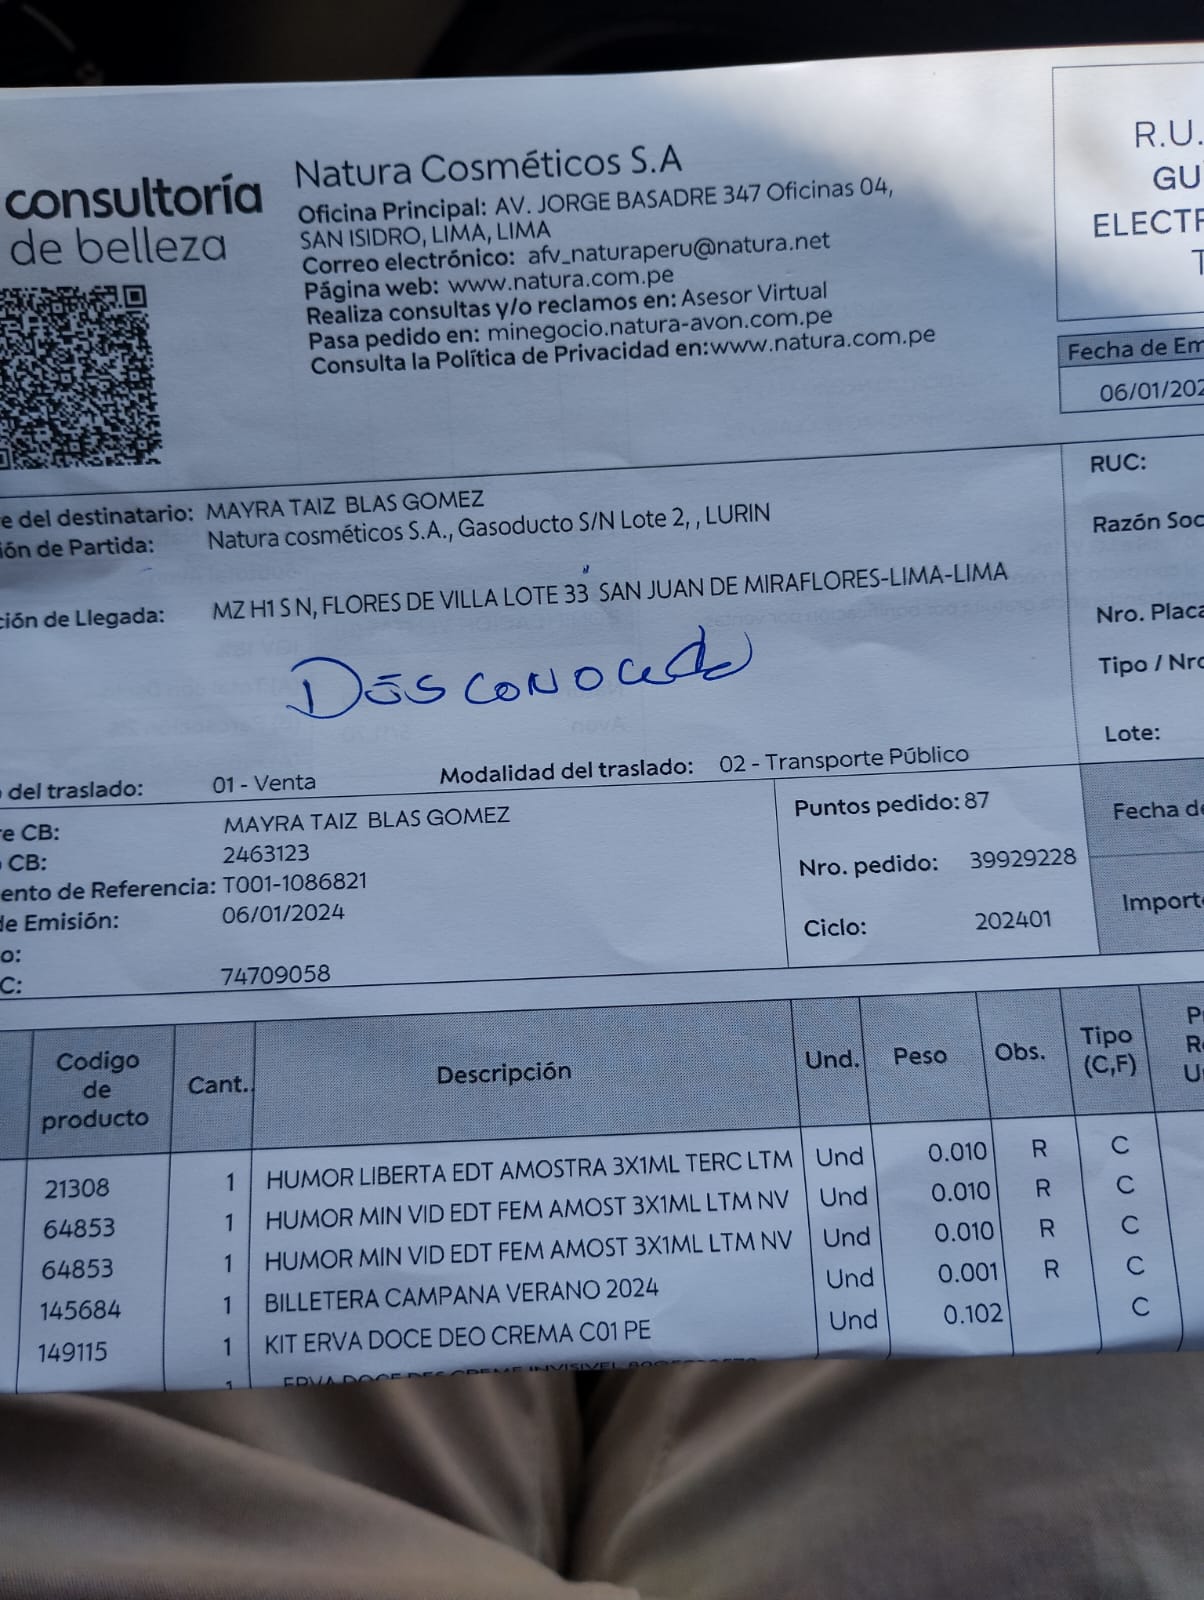 consultoría
de belleza
Natura Cosméticos S.A
Oficina Principal: AV. JORGE BASADRE 347 Oficinas 04,
SAN ISIDRO, LIMA, LIMA
Correo electrónico: afv_naturaperu@natura.net
Página web: www.natura.com.pe
Realiza consultas y/o reclamos en: Asesor Virtual
Pasa pedido en: minegocio.natura-avon.com.pe
Consulta la Política de Privacidad en:www.natura.com.pe
R.U.
GU
ELECTR
T
Fecha de Em
06/01/202
e del destinatario: MAYRA TAIZ BLAS GOMEZ
ión de Partida: Natura cosméticos S.A., Gasoducto S/N Lote 2, , LURIN
ción de Llegada: MZ H1 S N, FLORES DE VILLA LOTE 33 SAN JUAN DE MIRAFLORES-LIMA-LIMA
DESCONOCIDO
del traslado: 01 - Venta Modalidad del traslado: 02 - Transporte Público
RUC:
Razón Soc
Nro. Placa
Tipo / Nro
Lote:
e CB: MAYRA TAIZ BLAS GOMEZ
CB: 2463123
ento de Referencia: T001-1086821
de Emisión: 06/01/2024
o:
C: 74709058
Puntos pedido: 87
Nro. pedido: 39929228
Ciclo: 202401
Fecha de
Importe
Codigo de producto Cant.. Descripción Und. Peso Obs. Tipo (C,F) P R U
21308 1 HUMOR LIBERTA EDT AMOSTRA 3X1ML TERC LTM Und 0.010 R C
64853 1 HUMOR MIN VID EDT FEM AMOST 3X1ML LTM NV Und 0.010 R C
64853 1 HUMOR MIN VID EDT FEM AMOST 3X1ML LTM NV Und 0.010 R C
145684 1 BILLETERA CAMPANA VERANO 2024 Und 0.001 R C
149115 1 KIT ERVA DOCE DEO CREMA C01 PE Und 0.102 C
1 ERVA DOCE DES CREME INVISIVEL